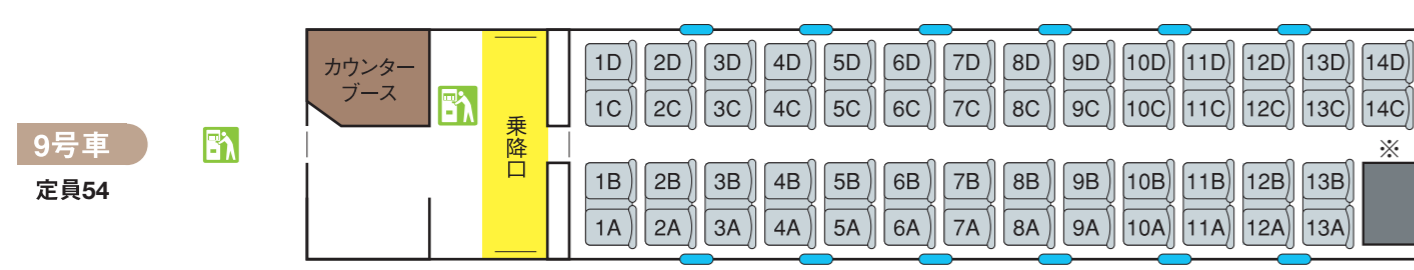 9号車
定員54
カウンター
ブース
乗降口
1D 2D 3D 4D 5D 6D 7D 8D 9D 10D 11D 12D 13D 14D
1C 2C 3C 4C 5C 6C 7C 8C 9C 10C 11C 12C 13C 14C
※
1B 2B 3B 4B 5B 6B 7B 8B 9B 10B 11B 12B 13B
1A 2A 3A 4A 5A 6A 7A 8A 9A 10A 11A 12A 13A